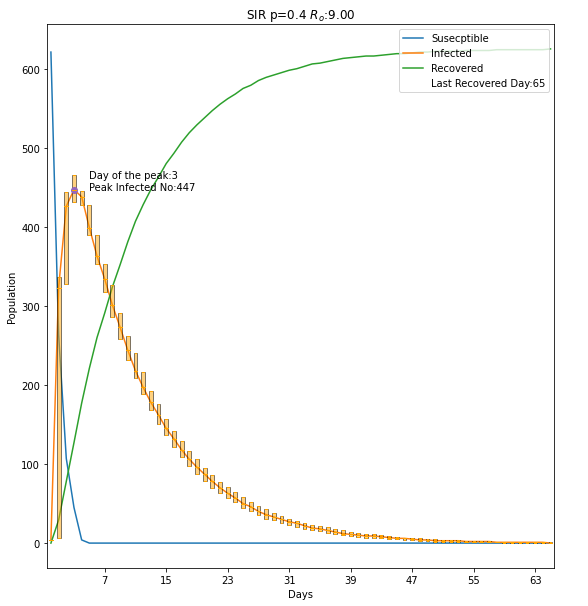 SIR p=0.4 Rₒ:9.00
Susecptible
Infected
Recovered
Last Recovered Day:65
Day of the peak:3
Peak Infected No:447
Population
600
500
400
300
200
100
0
7 15 23 31 39 47 55 63
Days